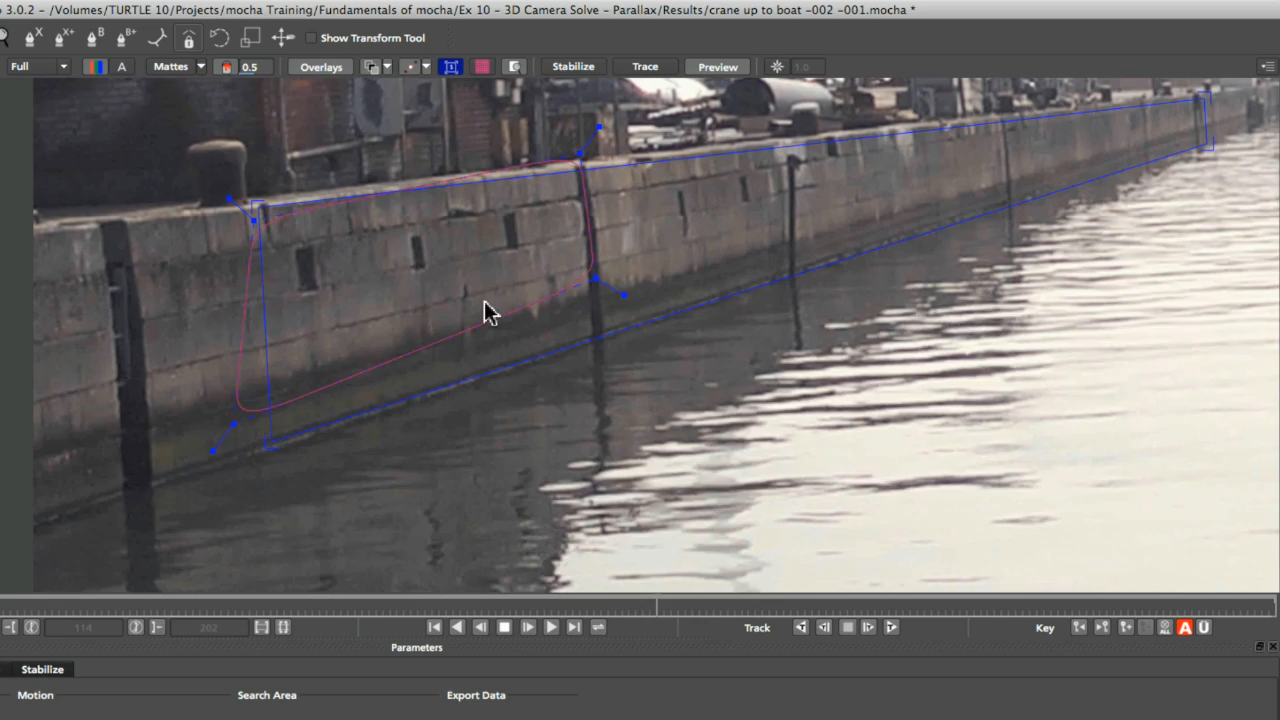 3.0.2 - /Volumes/TURTLE 10/Projects/mocha Training/Fundamentals of mocha/Ex 10 - 3D Camera Solve - Parallax/Results/crane up to boat -002 -001.mocha *
X X+ B B+ Show Transform Tool
Full A Mattes 0.5 Overlays Stabilize Trace Preview 1.0
114 202 Track Key ALL A Ü
Parameters
Stabilize
Motion Search Area Export Data